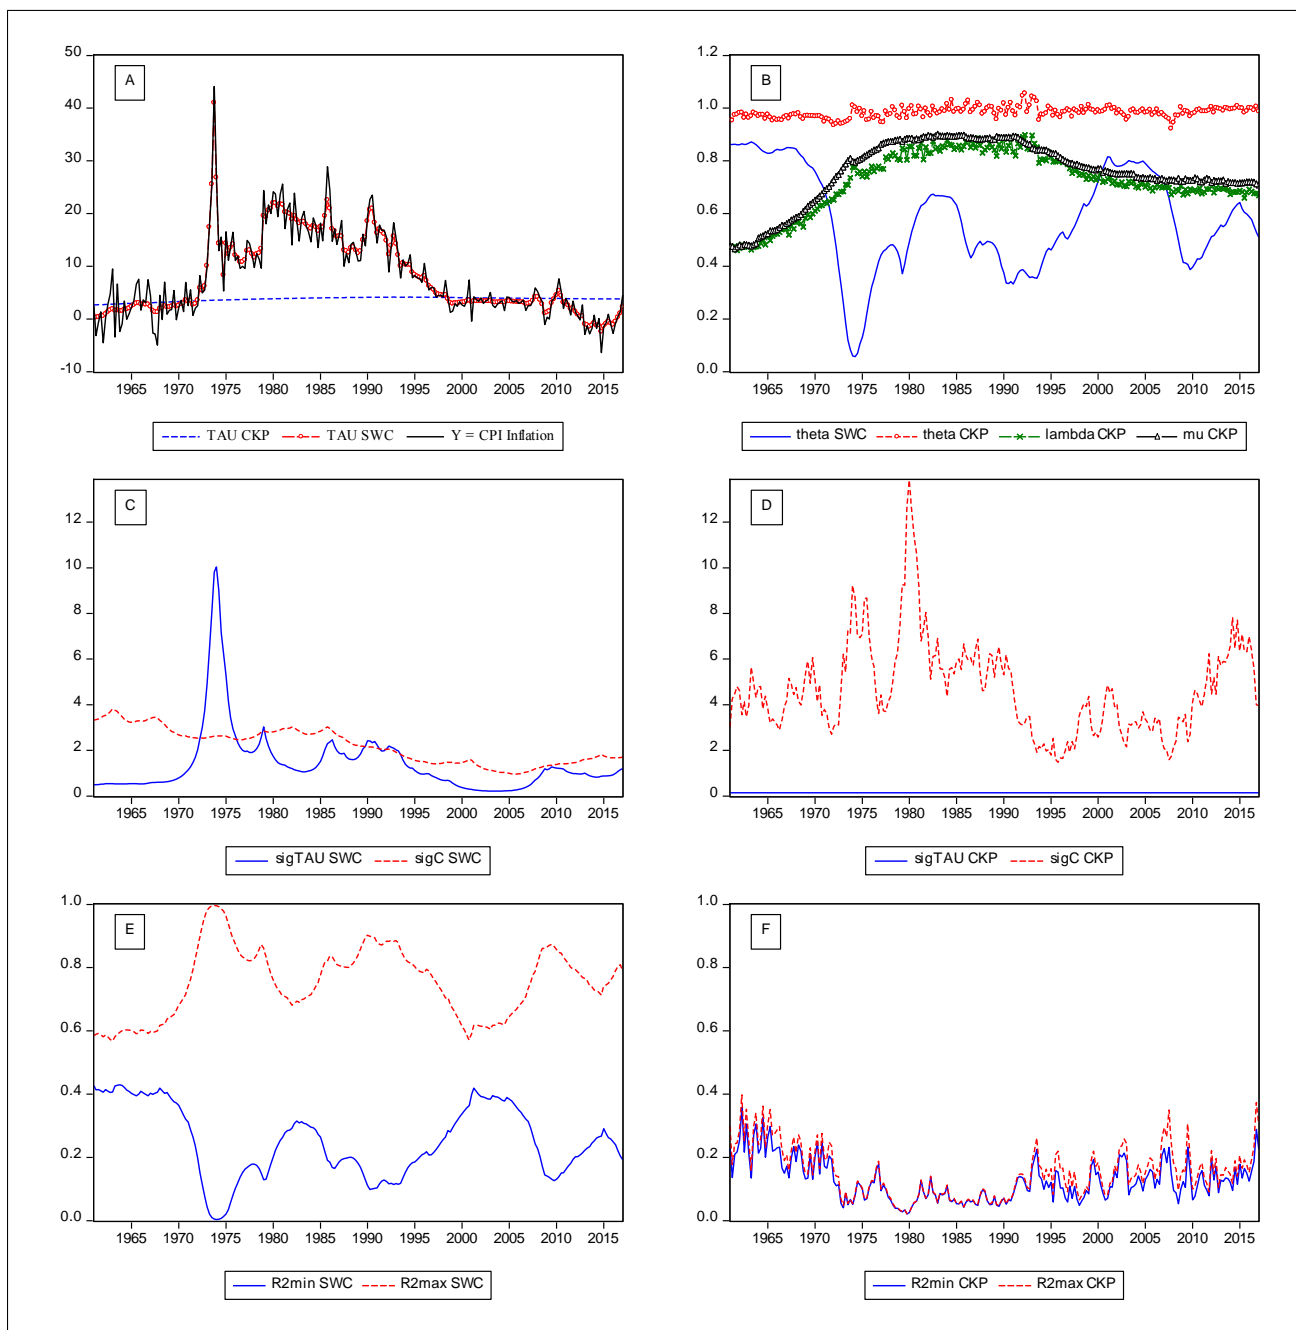 A
50
40
30
20
10
0
-10
1965 1970 1975 1980 1985 1990 1995 2000 2005 2010 2015
TAU CKP TAU SWC Y = CPI Inflation
B
1.2
1.0
0.8
0.6
0.4
0.2
0.0
1965 1970 1975 1980 1985 1990 1995 2000 2005 2010 2015
theta SWC theta CKP lambda CKP mu CKP
C
12
10
8
6
4
2
0
1965 1970 1975 1980 1985 1990 1995 2000 2005 2010 2015
sigTAU SWC sigC SWC
D
12
10
8
6
4
2
0
1965 1970 1975 1980 1985 1990 1995 2000 2005 2010 2015
sigTAU CKP sigC CKP
E
1.0
0.8
0.6
0.4
0.2
0.0
1965 1970 1975 1980 1985 1990 1995 2000 2005 2010 2015
R2min SWC R2max SWC
F
1.0
0.8
0.6
0.4
0.2
0.0
1965 1970 1975 1980 1985 1990 1995 2000 2005 2010 2015
R2min CKP R2max CKP